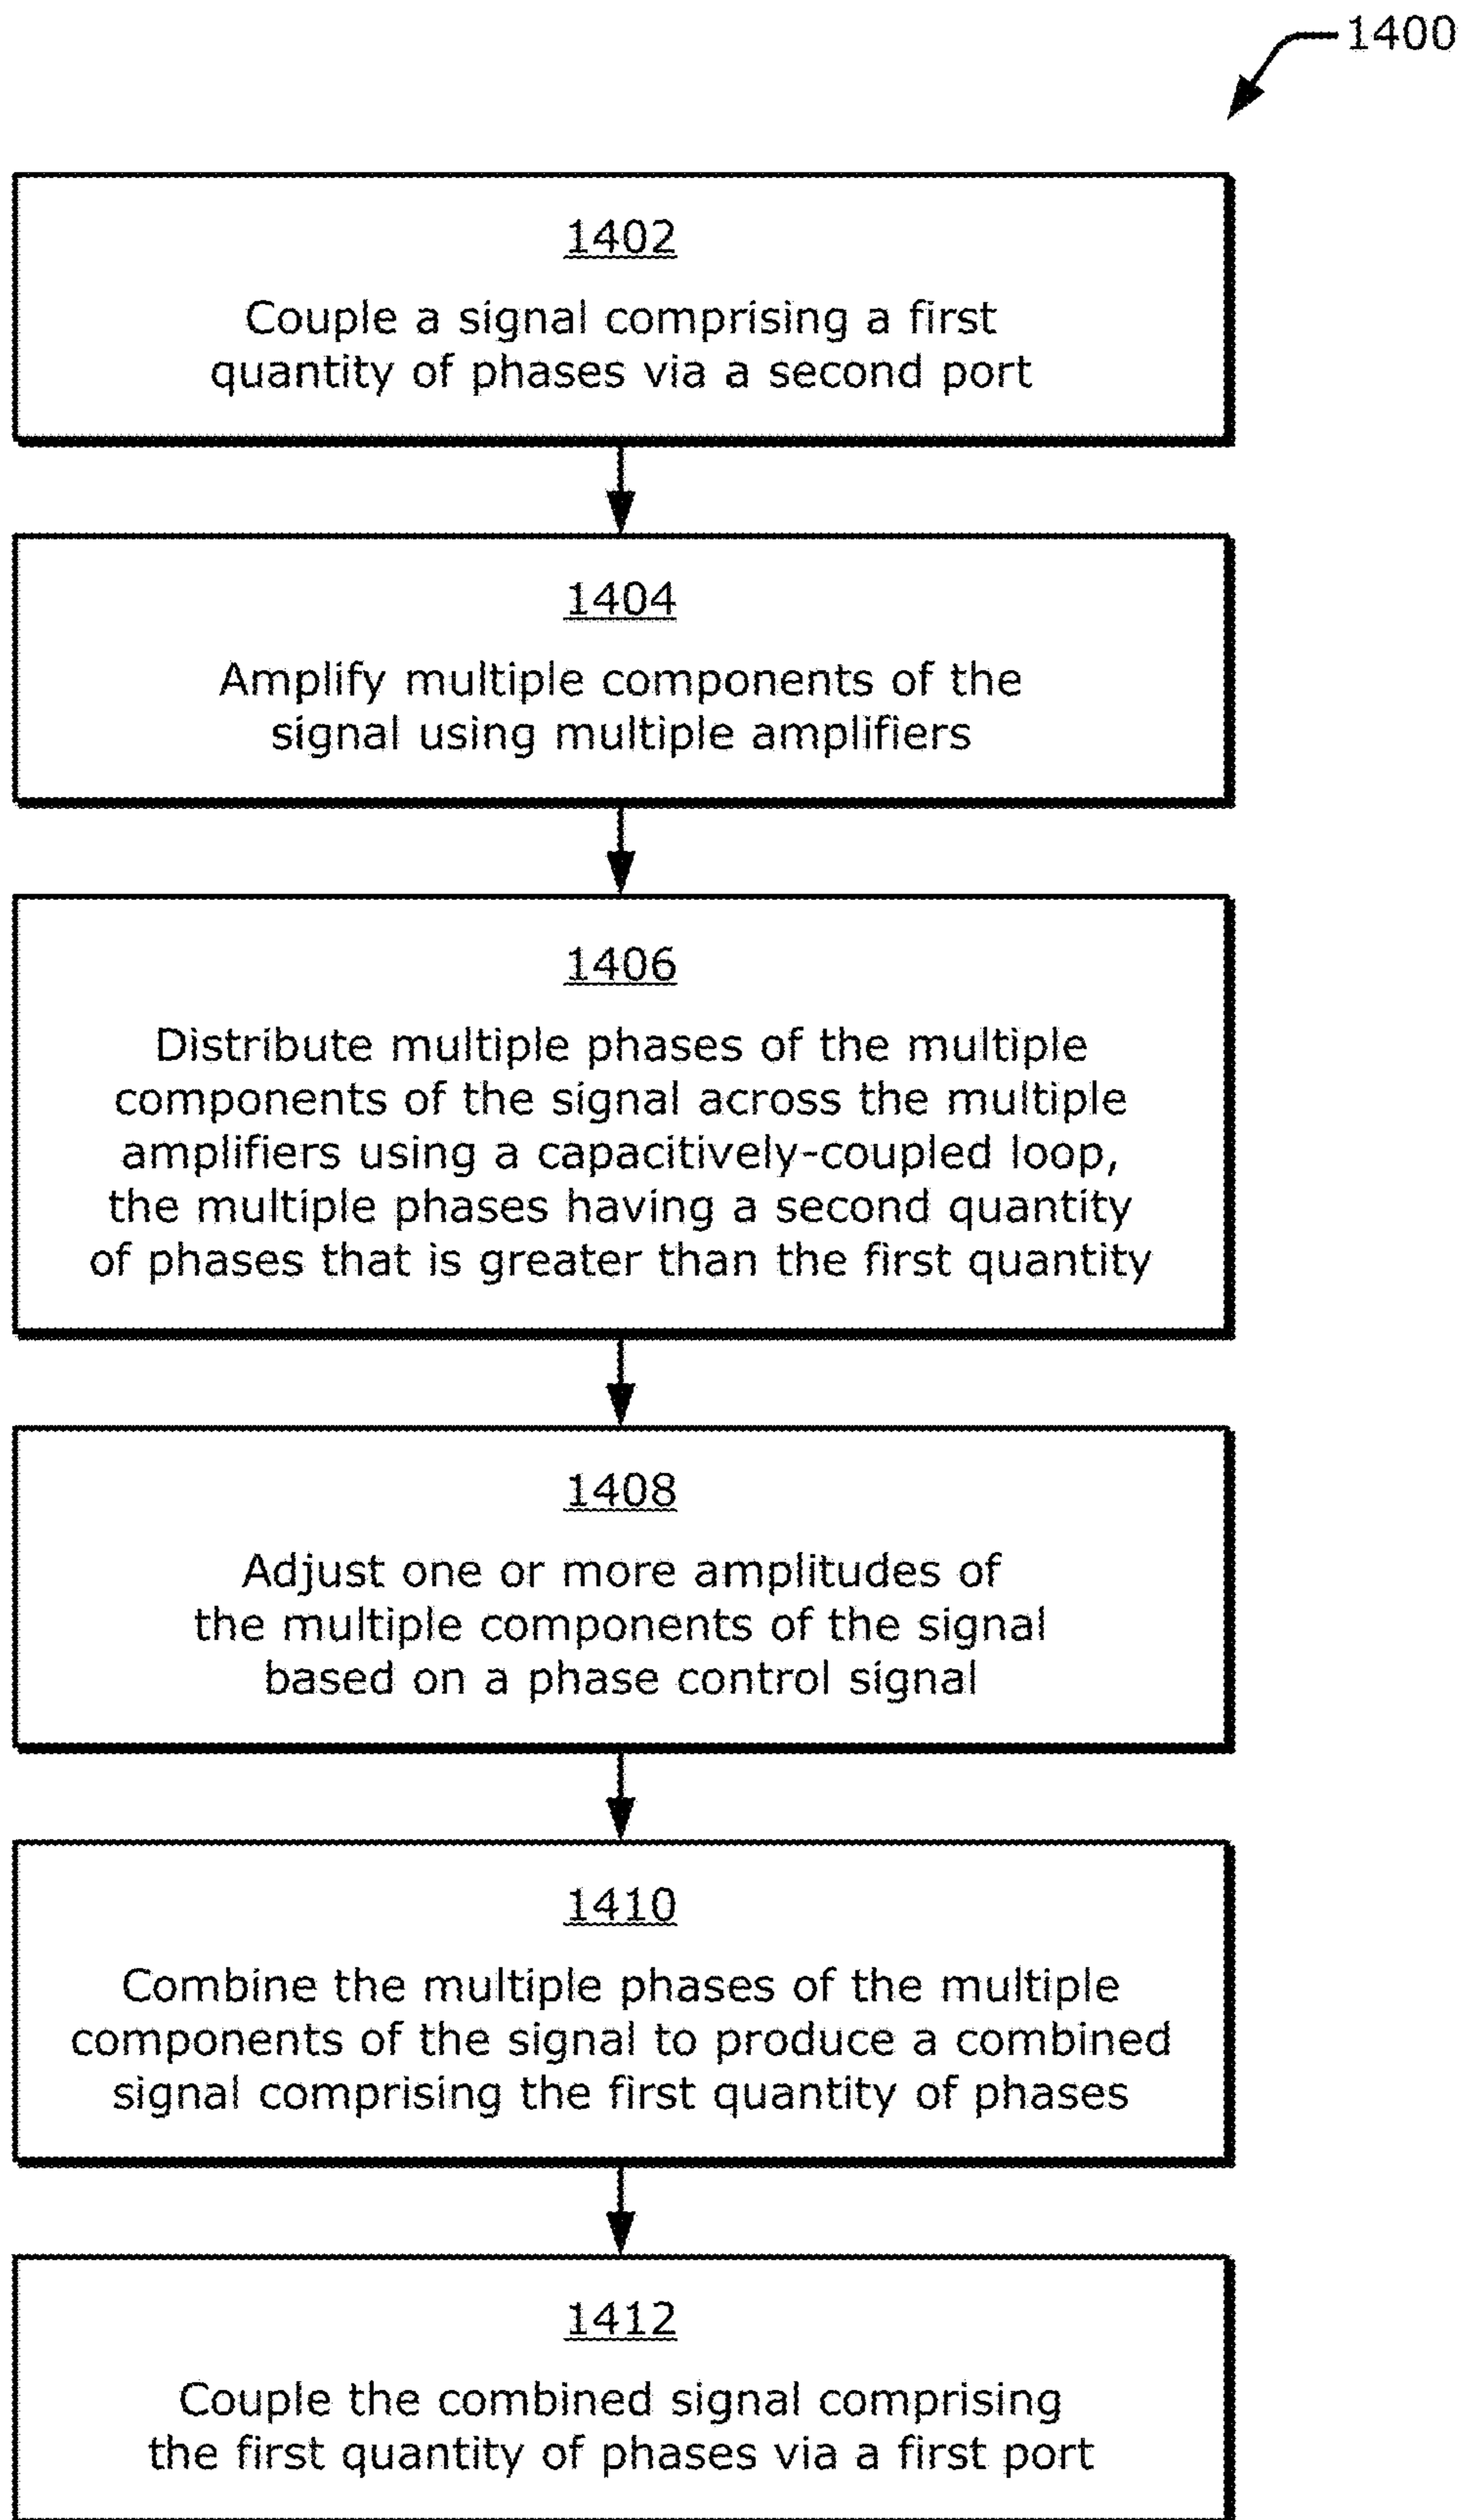 1400
1402
Couple a signal comprising a first
quantity of phases via a second port
1404
Amplify multiple components of the
signal using multiple amplifiers
1406
Distribute multiple phases of the multiple
components of the signal across the multiple
amplifiers using a capacitively-coupled loop,
the multiple phases having a second quantity
of phases that is greater than the first quantity
1408
Adjust one or more amplitudes of
the multiple components of the signal
based on a phase control signal
1410
Combine the multiple phases of the multiple
components of the signal to produce a combined
signal comprising the first quantity of phases
1412
Couple the combined signal comprising
the first quantity of phases via a first port